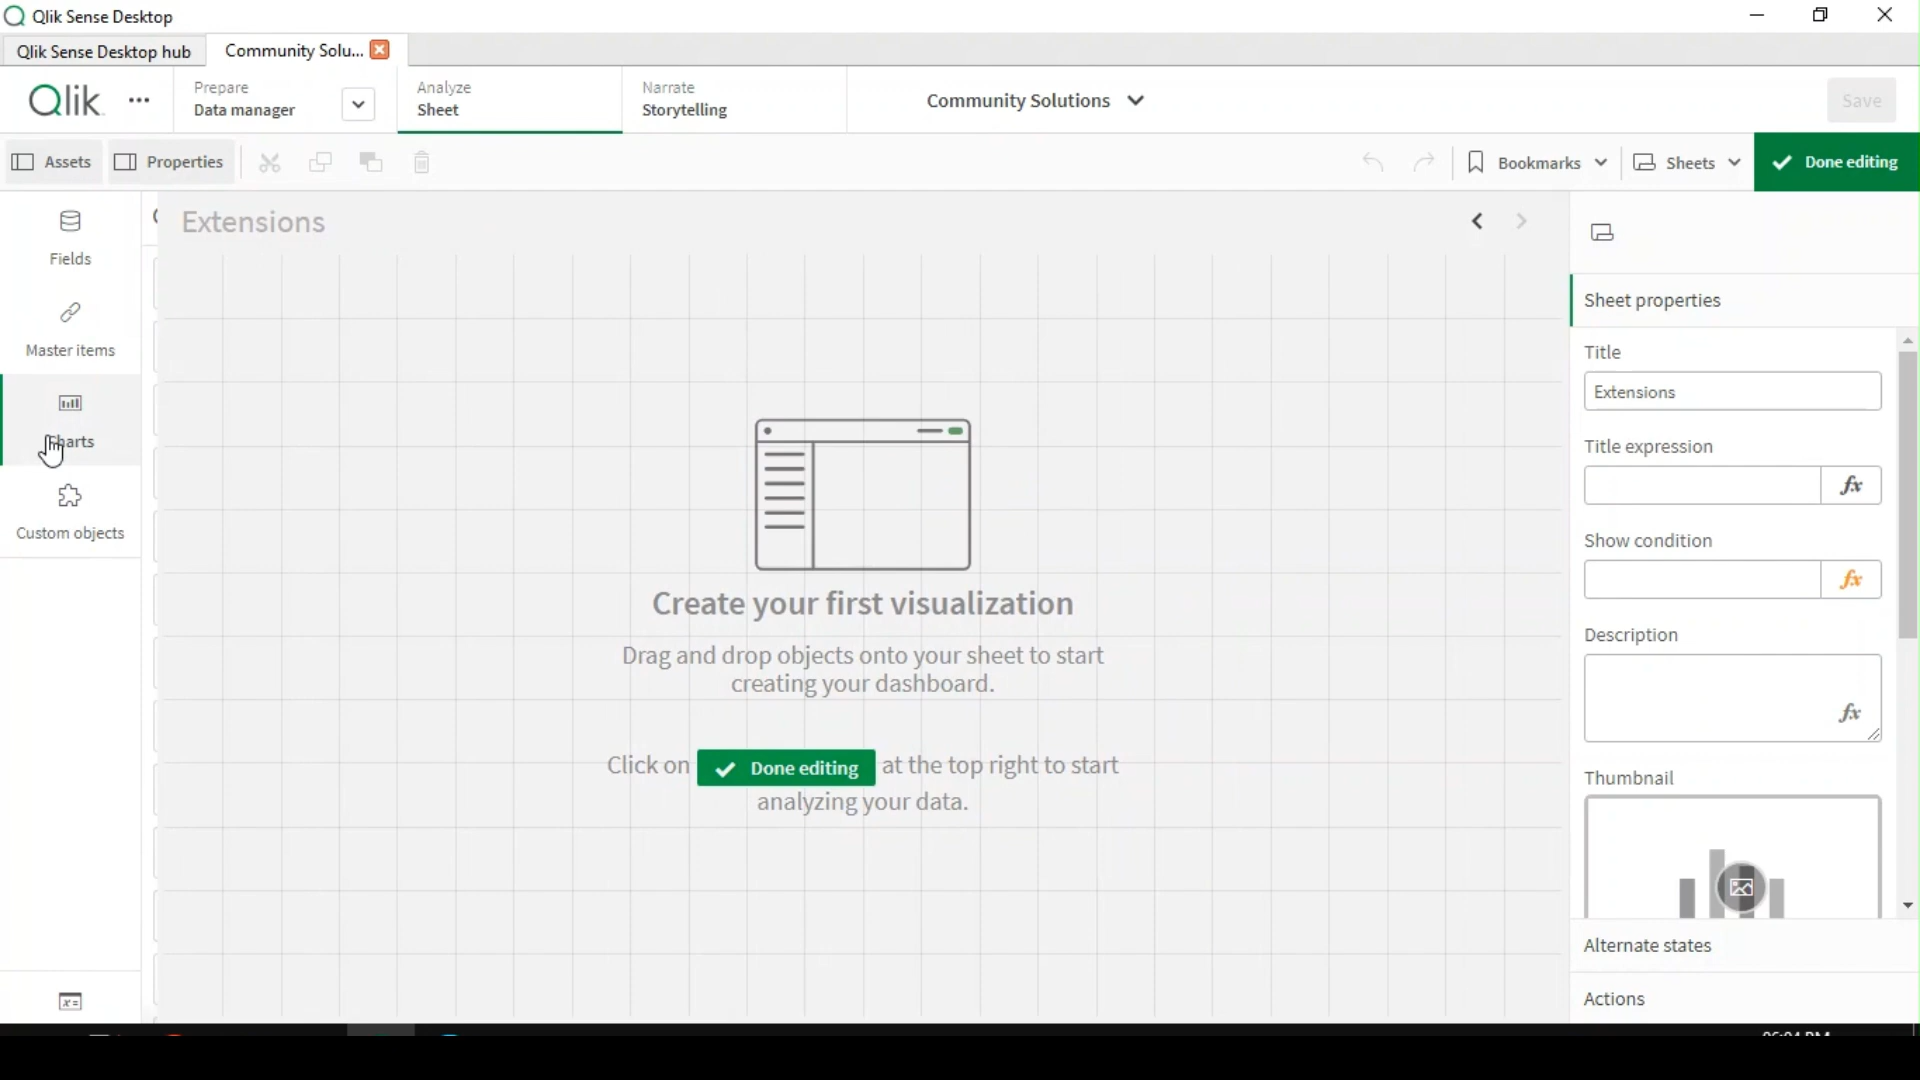 Qlik Sense Desktop
Qlik Sense Desktop hub
Community Solu...
Qlik
Prepare
Data manager
Analyze
Sheet
Narrate
Storytelling
Community Solutions
Save
Assets
Properties
Bookmarks
Sheets
Done editing
Fields
Master items
Charts
Custom objects
Extensions
Create your first visualization
Drag and drop objects onto your sheet to start
creating your dashboard.
Click on Done editing at the top right to start
analyzing your data.
Sheet properties
Title
Extensions
Title expression
fx
Show condition
fx
Description
fx
Thumbnail
Alternate states
Actions